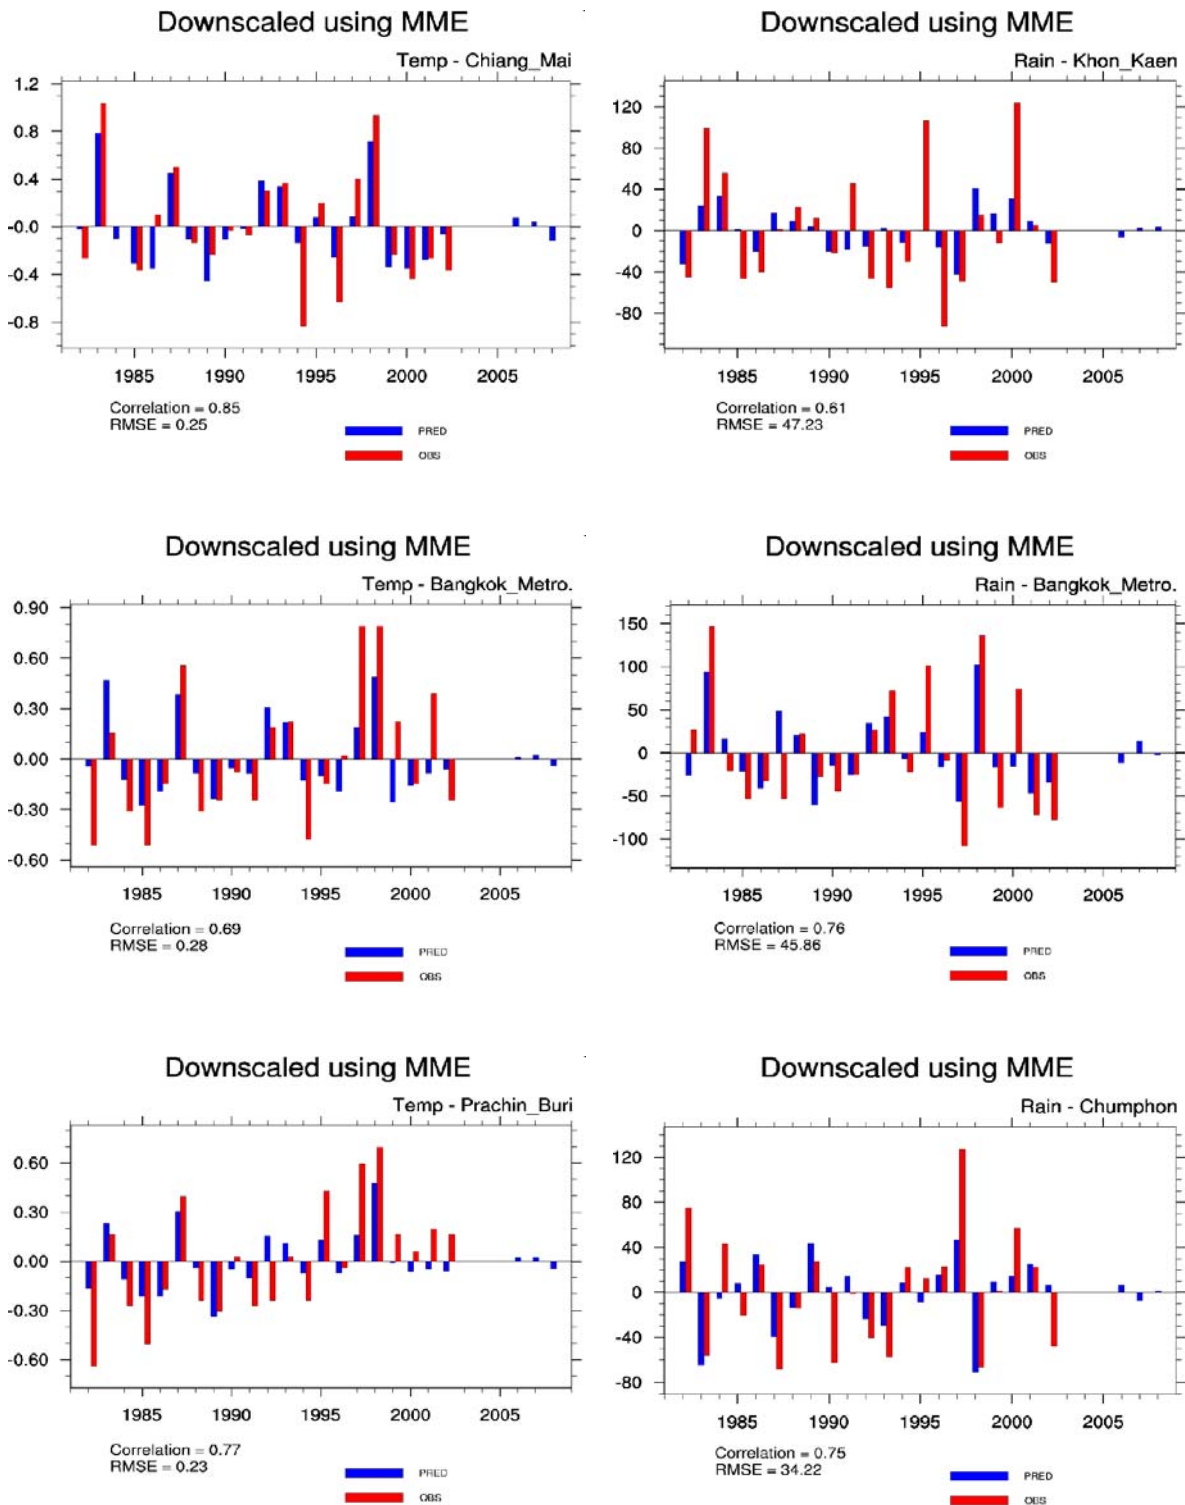 Downscaled using MME
Temp - Chiang_Mai
1.2
0.8
0.4
-0.0
-0.4
-0.8
1985 1990 1995 2000 2005
Correlation = 0.85
RMSE = 0.25
PRED
OBS
Downscaled using MME
Rain - Khon_Kaen
120
80
40
0
-40
-80
1985 1990 1995 2000 2005
Correlation = 0.61
RMSE = 47.23
PRED
OBS
Downscaled using MME
Temp - Bangkok_Metro.
0.90
0.60
0.30
0.00
-0.30
-0.60
1985 1990 1995 2000 2005
Correlation = 0.69
RMSE = 0.28
PRED
OBS
Downscaled using MME
Rain - Bangkok_Metro.
150
100
50
0
-50
-100
1985 1990 1995 2000 2005
Correlation = 0.76
RMSE = 45.86
PRED
OBS
Downscaled using MME
Temp - Prachin_Buri
0.60
0.30
0.00
-0.30
-0.60
1985 1990 1995 2000 2005
Correlation = 0.77
RMSE = 0.23
PRED
OBS
Downscaled using MME
Rain - Chumphon
120
80
40
0
-40
-80
1985 1990 1995 2000 2005
Correlation = 0.75
RMSE = 34.22
PRED
OBS